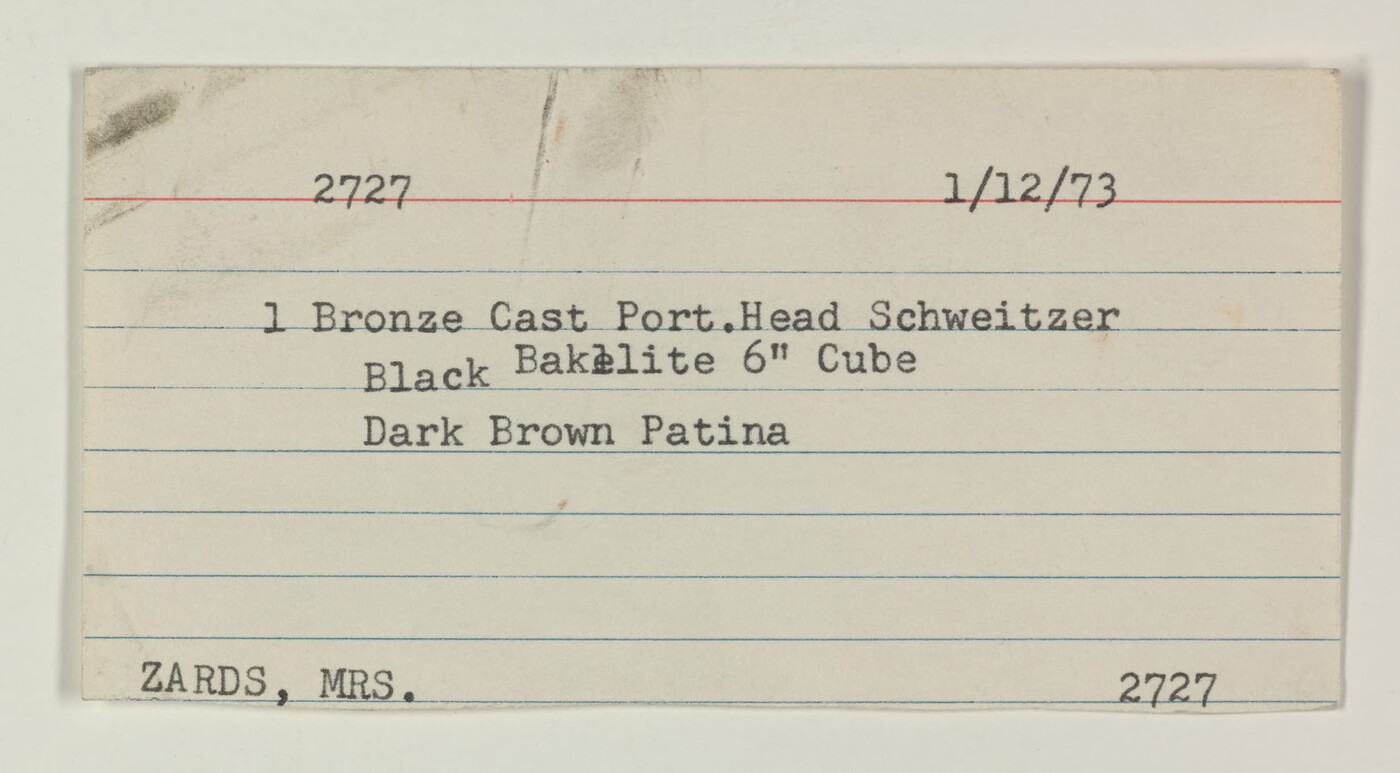 2727 1/12/73
1 Bronze Cast Port.Head Schweitzer
Black Bakelite 6" Cube
Dark Brown Patina
ZARDS, MRS. 2727